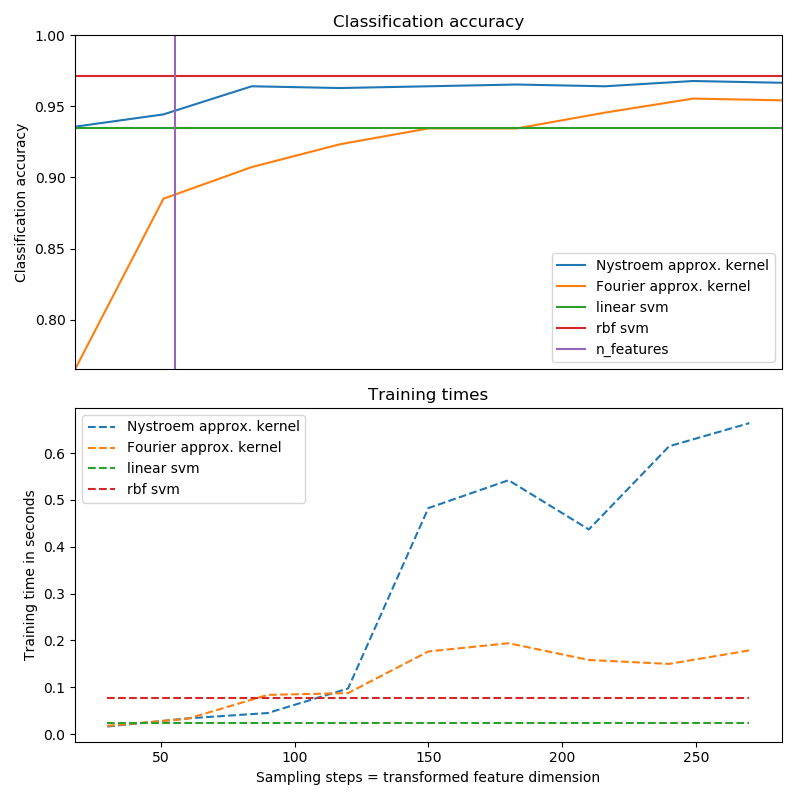 Classification accuracy
Classification accuracy
1.00
0.95
0.90
0.85
0.80
Nystroem approx. kernel
Fourier approx. kernel
linear svm
rbf svm
n_features
Training times
Training time in seconds
0.6
0.5
0.4
0.3
0.2
0.1
0.0
Nystroem approx. kernel
Fourier approx. kernel
linear svm
rbf svm
50
100
150
200
250
Sampling steps = transformed feature dimension